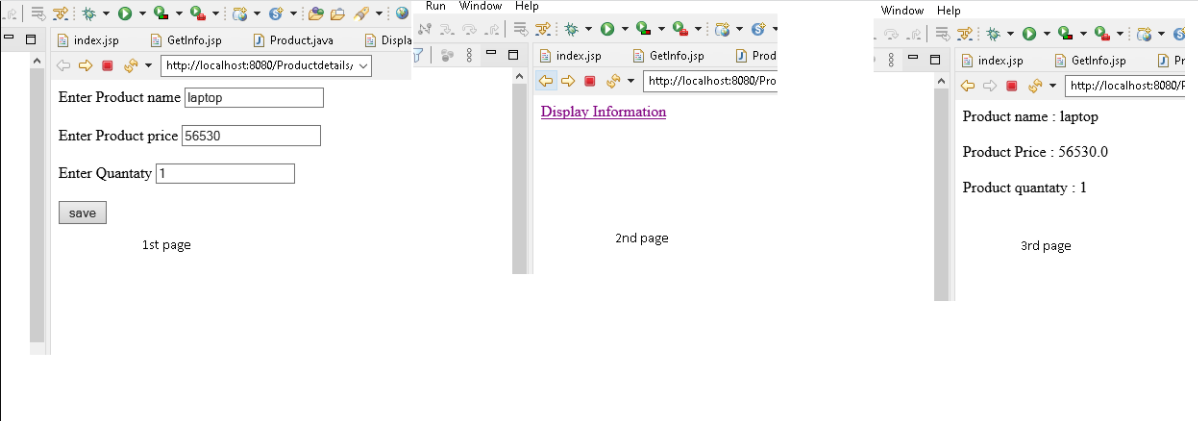 Run Window Help
Window Help
index.jsp GetInfo.jsp Product.java Displa
http://localhost:8080/Productdetails/
Enter Product name laptop
Enter Product price 56530
Enter Quantaty 1
save
1st page
index.jsp GetInfo.jsp Prod
http://localhost:8080/Pro
Display Information
2nd page
index.jsp GetInfo.jsp Pr
http://localhost:8080/P
Product name : laptop
Product Price : 56530.0
Product quantaty : 1
3rd page